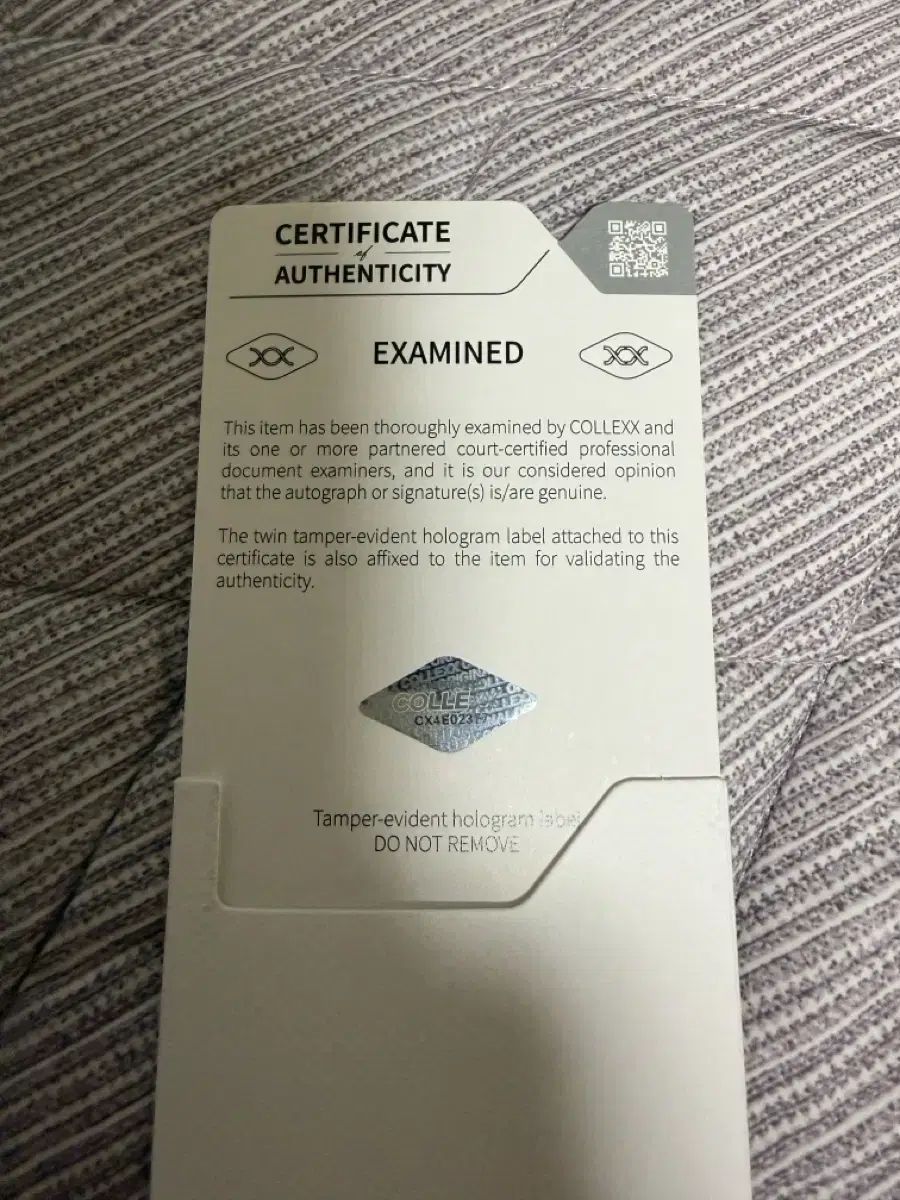 CERTIFICATE
of
AUTHENTICITY
EXAMINED
This item has been thoroughly examined by COLLEXX and
its one or more partnered court-certified professional
document examiners, and it is our considered opinion
that the autograph or signature(s) is/are genuine.
The twin tamper-evident hologram label attached to this
certificate is also affixed to the item for validating the
authenticity.
Tamper-evident hologram label
DO NOT REMOVE